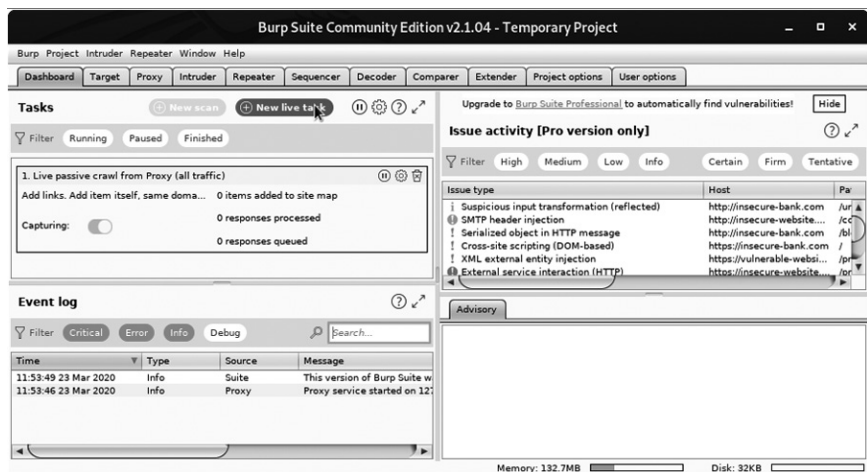 Burp Suite Community Edition v2.1.04 - Temporary Project
Burp Project Intruder Repeater Window Help
Dashboard Target Proxy Intruder Repeater Sequencer Decoder Comparer Extender Project options User options
Tasks
New scan
New live task
Filter Running Paused Finished
1. Live passive crawl from Proxy (all traffic)
Add links. Add item itself, same doma... 0 items added to site map
0 responses processed
Capturing:
0 responses queued
Event log
Filter Critical Error Info Debug
Search...
Time Type Source Message
11:53:49 23 Mar 2020 Info Suite This version of Burp Suite w
11:53:46 23 Mar 2020 Info Proxy Proxy service started on 127
Upgrade to Burp Suite Professional to automatically find vulnerabilities! Hide
Issue activity [Pro version only]
Filter High Medium Low Info Certain Firm Tentative
Issue type Host Pa
Suspicious input transformation (reflected) http://insecure-bank.com /ur
SMTP header injection http://insecure-website.... /cc
Serialized object in HTTP message http://insecure-bank.com /bl
Cross-site scripting (DOM-based) https://insecure-bank.com /
XML external entity injection https://vulnerable-websi... /pr
External service interaction (HTTP) https://insecure-website.... /pr
Advisory
Memory: 132.7MB Disk: 32KB